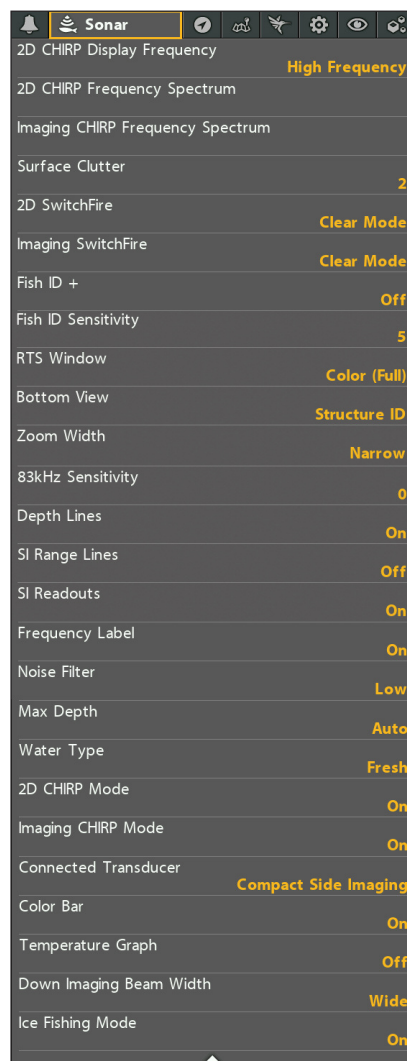 Sonar
2D CHIRP Display Frequency
High Frequency
2D CHIRP Frequency Spectrum
Imaging CHIRP Frequency Spectrum
Surface Clutter
2
2D SwitchFire
Clear Mode
Imaging SwitchFire
Clear Mode
Fish ID +
Off
Fish ID Sensitivity
5
RTS Window
Color (Full)
Bottom View
Structure ID
Zoom Width
Narrow
83kHz Sensitivity
0
Depth Lines
On
SI Range Lines
Off
SI Readouts
On
Frequency Label
On
Noise Filter
Low
Max Depth
Auto
Water Type
Fresh
2D CHIRP Mode
On
Imaging CHIRP Mode
On
Connected Transducer
Compact Side Imaging
Color Bar
On
Temperature Graph
Off
Down Imaging Beam Width
Wide
Ice Fishing Mode
On